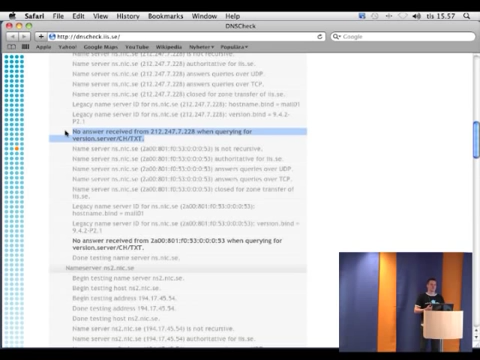 Safari File Edit View History Bookmarks Window Help tis 15.57
DNSCheck
http://dnscheck.iis.se/
Google
Apple Yahoo! Google Maps YouTube Wikipedia Nyheter Populära
Name server ns.nic.se (212.247.7.228) is not recursive.
Name server ns.nic.se (212.247.7.228) authoritative for iis.se.
Name server ns.nic.se (212.247.7.228) answers queries over UDP.
Name server ns.nic.se (212.247.7.228) answers queries over TCP.
Name server ns.nic.se (212.247.7.228) closed for zone transfer of iis.se.
Legacy name server ID for ns.nic.se (212.247.7.228): hostname.bind = mail01
Legacy name server ID for ns.nic.se (212.247.7.228): version.bind = 9.4.2-
P2.1
No answer received from 212.247.7.228 when querying for
version.server/CH/TXT.
Name server ns.nic.se (2a00:801:f0:53:0:0:0:53) is not recursive.
Name server ns.nic.se (2a00:801:f0:53:0:0:0:53) authoritative for iis.se.
Name server ns.nic.se (2a00:801:f0:53:0:0:0:53) answers queries over UDP.
Name server ns.nic.se (2a00:801:f0:53:0:0:0:53) answers queries over TCP.
Name server ns.nic.se (2a00:801:f0:53:0:0:0:53) closed for zone transfer of
iis.se.
Legacy name server ID for ns.nic.se (2a00:801:f0:53:0:0:0:53):
hostname.bind = mail01
Legacy name server ID for ns.nic.se (2a00:801:f0:53:0:0:0:53): version.bind =
9.4.2-P2.1
No answer received from 2a00:801:f0:53:0:0:0:53 when querying for
version.server/CH/TXT.
Done testing name server ns.nic.se.
Nameserver ns2.nic.se
Begin testing name server ns2.nic.se.
Begin testing host ns2.nic.se.
Begin testing address 194.17.45.54.
Done testing address 194.17.45.54.
Done testing host ns2.nic.se.
Name server ns2.nic.se (194.17.45.54) is not recursive.
Name server ns2.nic.se (194.17.45.54) authoritative for iis.se.